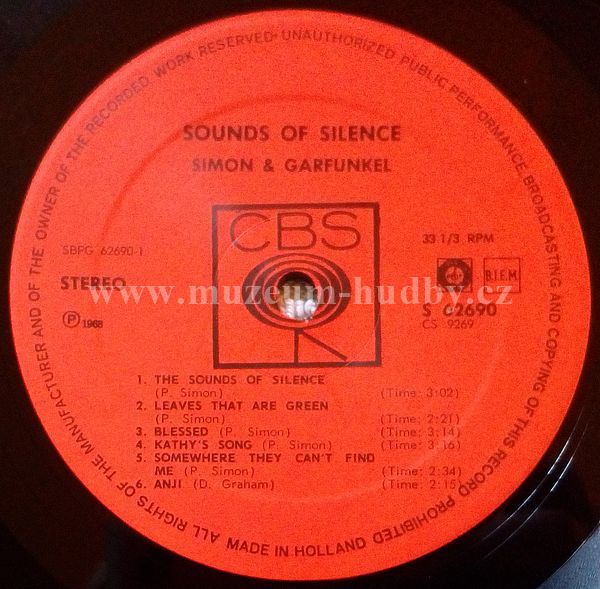 ALL RIGHTS OF THE MANUFACTURER AND OF THE OWNER OF THE RECORDED WORK RESERVED · UNAUTHORIZED PUBLIC PERFORMANCE BROADCASTING AND COPYING OF THIS RECORD PROHIBITED
SOUNDS OF SILENCE
SIMON & GARFUNKEL
CBS
SBPG 62690-1
33 1/3 RPM
STEREO
B.I.E.M
www.muzeum-hudby.cz
S 62690
CS 9269
Ⓟ
1. THE SOUNDS OF SILENCE
(P. Simon) (Time: 3:02)
2. LEAVES THAT ARE GREEN
(P. Simon) (Time: 2:21)
3. BLESSED (P. Simon) (Time: 3:14)
4. KATHY'S SONG (P. Simon) (Time: 3:16)
5. SOMEWHERE THEY CAN'T FIND
ME (P. Simon) (Time: 2:34)
6. ANJI (D. Graham) (Time: 2:15)
MADE IN HOLLAND